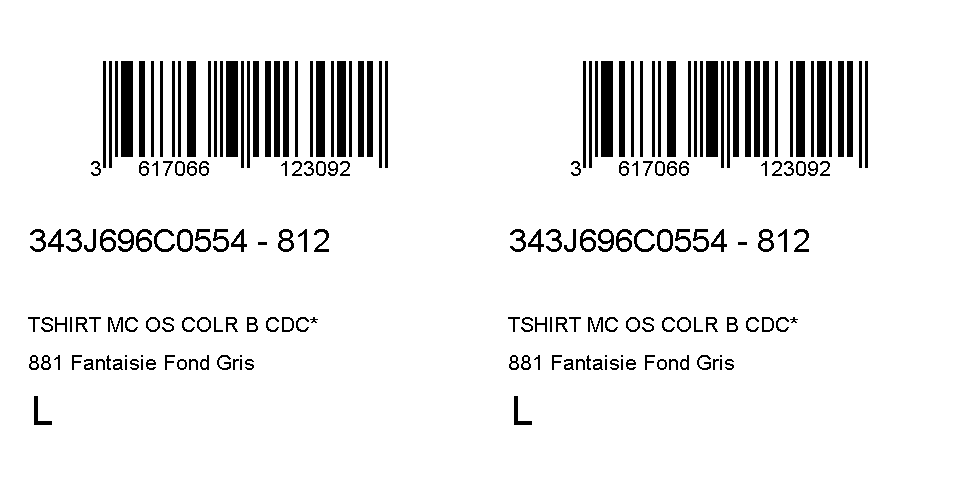 3 617066 123092
343J696C0554 - 812
TSHIRT MC OS COLR B CDC*
881 Fantaisie Fond Gris
L
3 617066 123092
343J696C0554 - 812
TSHIRT MC OS COLR B CDC*
881 Fantaisie Fond Gris
L